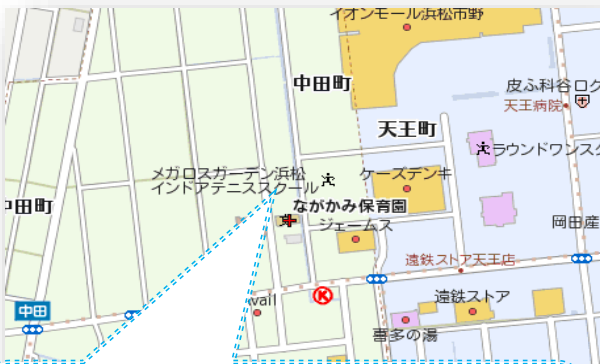 イオンモール浜松市野
中田町
皮ふ科谷口ク
天王病院
天王町
ラウンドワンスタ
メガロスガーデン浜松
インドアテニススクール
ケーズデンキ
中田町
ながかみ保育園
ジェームス
岡田産
遠鉄ストア天王店
K
vail
遠鉄ストア
中田
喜多の湯